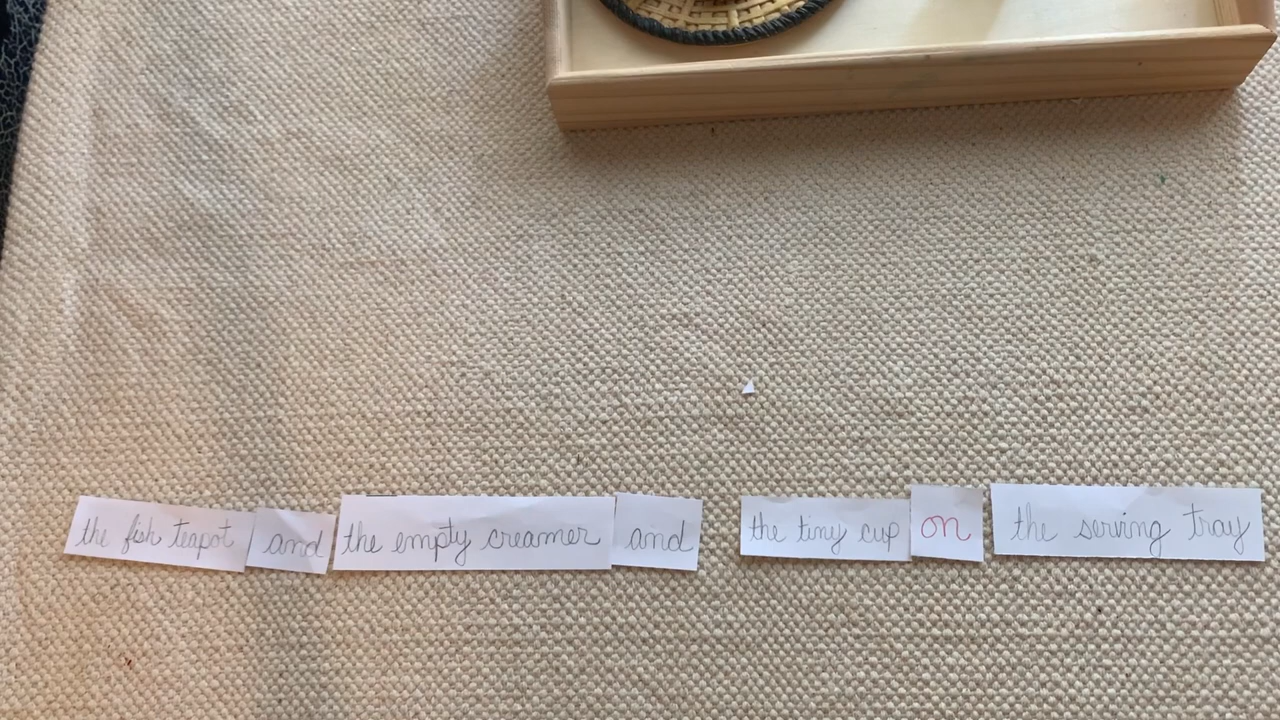 the fish teapot and the empty creamer and the tiny cup on the serving tray